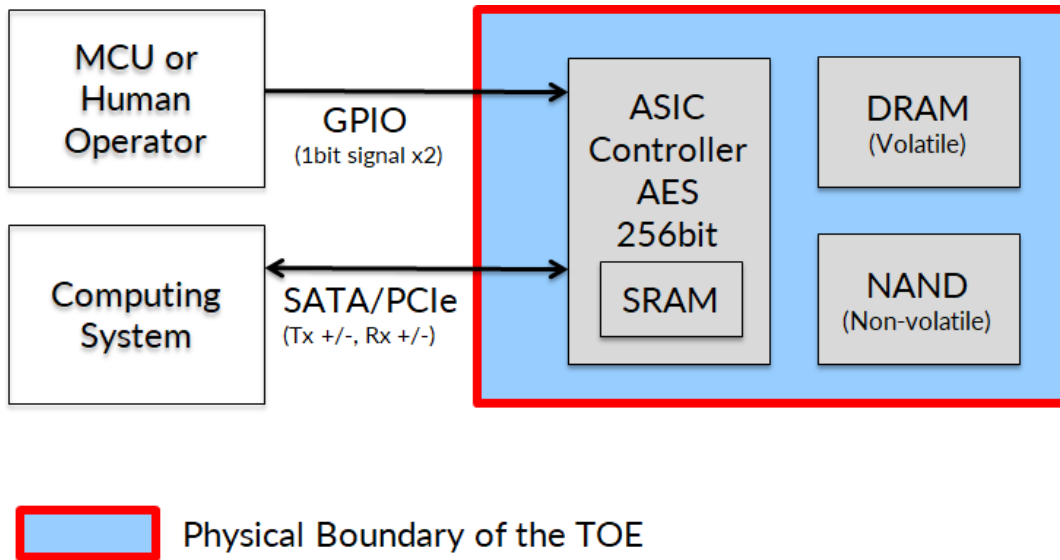 MCU or
Human
Operator
GPIO
(1bit signal x2)
Computing
System
SATA/PCIe
(Tx +/-, Rx +/-)
ASIC
Controller
AES
256bit
SRAM
DRAM
(Volatile)
NAND
(Non-volatile)
Physical Boundary of the TOE